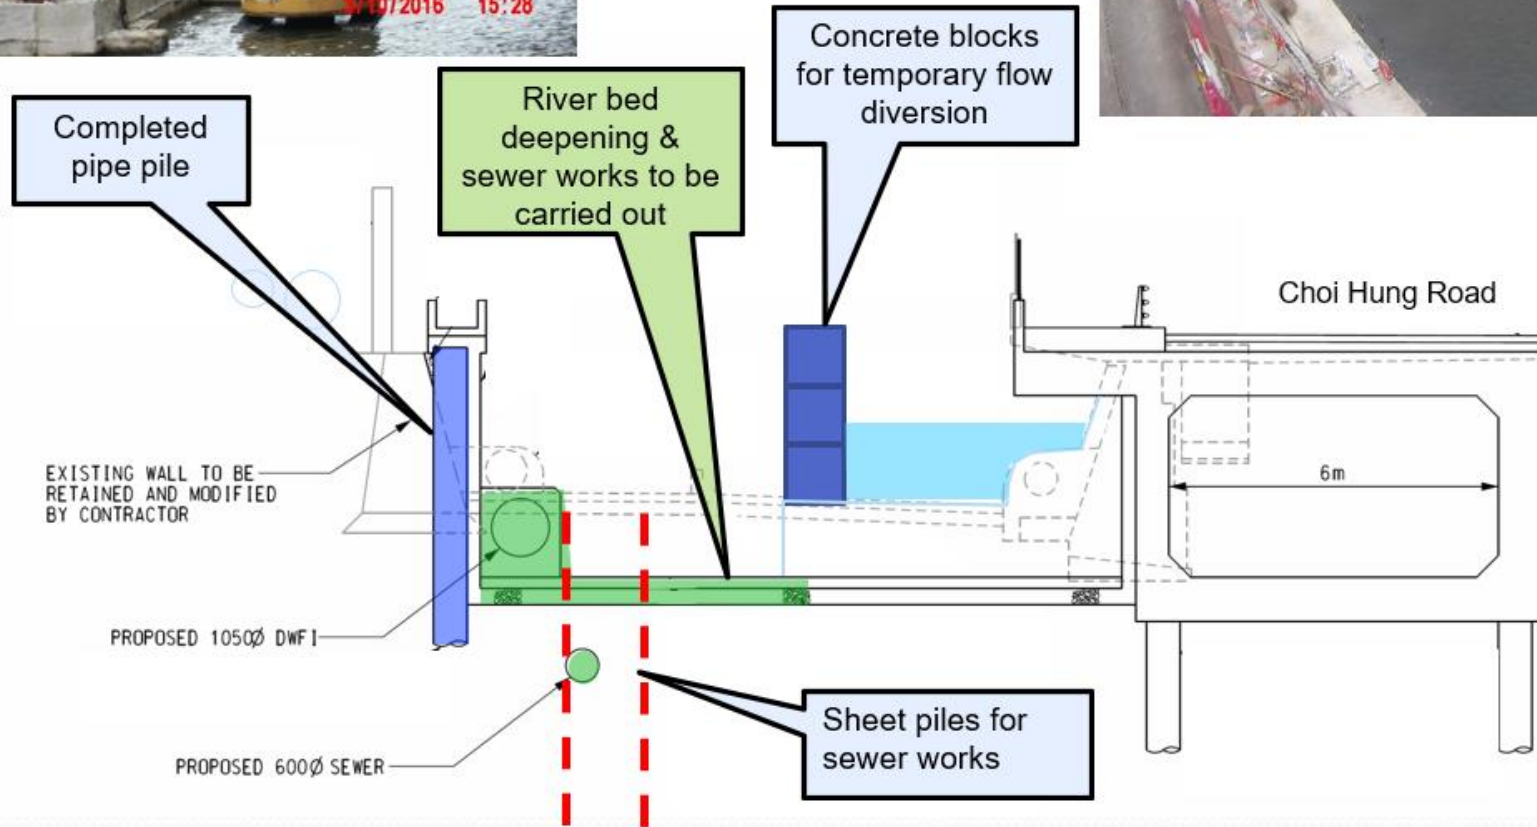 15:28
Concrete blocks
for temporary flow
diversion
River bed
deepening &
sewer works to be
carried out
Completed
pipe pile
Choi Hung Road
EXISTING WALL TO BE
RETAINED AND MODIFIED
BY CONTRACTOR
6m
PROPOSED 1050Ø DWFI
Sheet piles for
sewer works
PROPOSED 600Ø SEWER